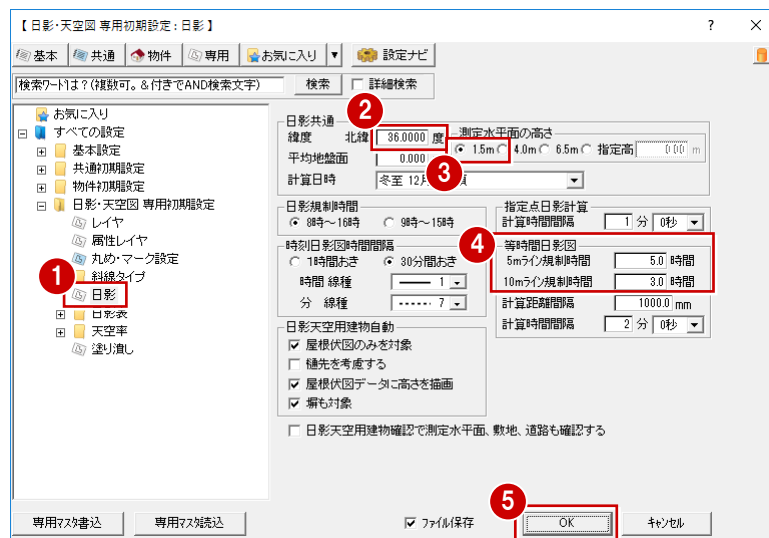 【日影・天空図 専用初期設定 : 日影】
基本 共通 物件 専用 お気に入り 設定ナビ
検索ワードは?(複数可。&付きでAND検索文字) 検索 詳細検索
お気に入り
すべての設定
基本設定
共通初期設定
物件初期設定
日影・天空図 専用初期設定
レイヤ
属性レイヤ
丸め・マーク設定
斜線タイプ
1
日影
日影表
天空率
塗り潰し
日影共通
2
緯度 北緯 36.0000 度
平均地盤面 0.000
計算日時 冬至 12月
測定水平面の高さ
1.5m 4.0m 6.5m 指定高 0.00 m
3
日影規制時間
8時~16時 9時~15時
指定点日影計算
計算時間間隔 1 分 0秒
時刻日影図時間間隔
1時間おき 30分間おき
時間 線種 1
分 線種 7
4
等時間日影図
5mライン規制時間 5.0 時間
10mライン規制時間 3.0 時間
計算距離間隔 1000.0 mm
計算時間間隔 2 分 0秒
日影天空用建物自動
屋根伏図のみを対象
樋先を考慮する
屋根伏図データに高さを描画
塀も対象
日影天空用建物確認で測定水平面、敷地、道路も確認する
5
専用マスタ書込 専用マスタ読込 ファイル保存 OK キャンセル